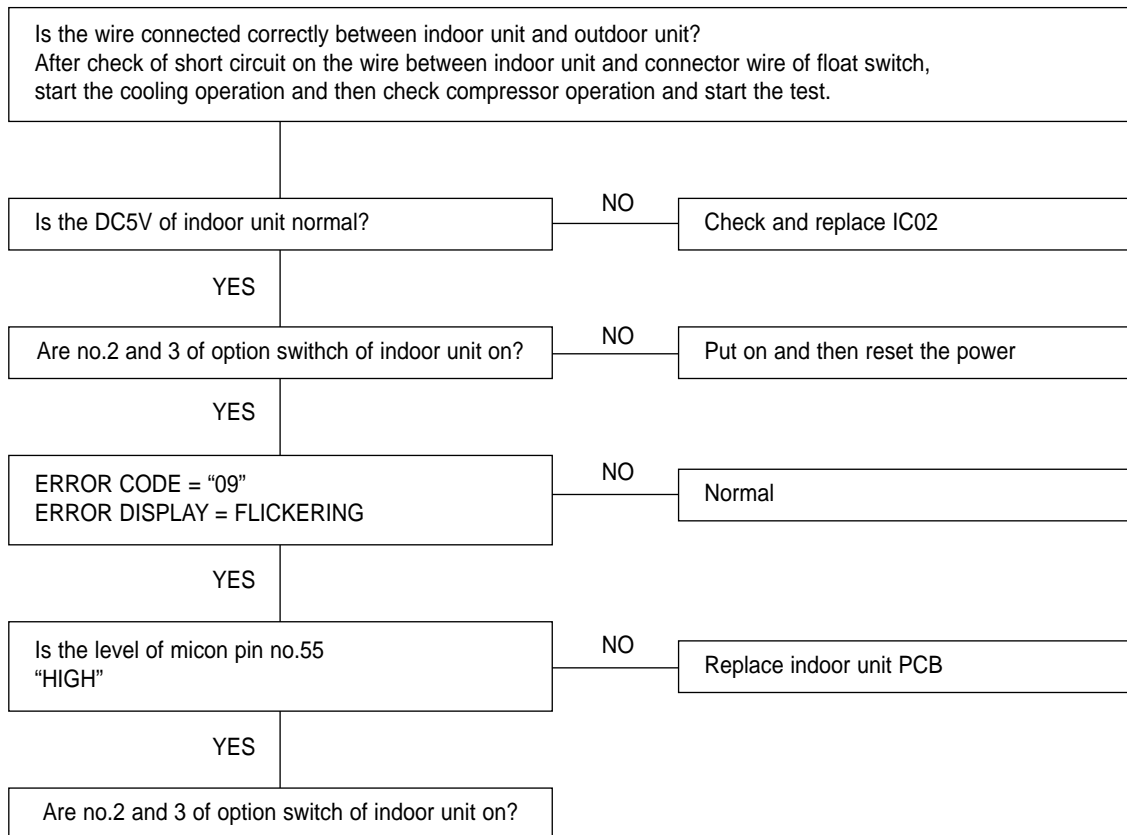 Is the wire connected correctly between indoor unit and outdoor unit?
After check of short circuit on the wire between indoor unit and connector wire of float switch,
start the cooling operation and then check compressor operation and start the test.
Is the DC5V of indoor unit normal?
NO
Check and replace IC02
YES
Are no.2 and 3 of option swithch of indoor unit on?
NO
Put on and then reset the power
YES
ERROR CODE = “09”
ERROR DISPLAY = FLICKERING
NO
Normal
YES
Is the level of micon pin no.55
“HIGH”
NO
Replace indoor unit PCB
YES
Are no.2 and 3 of option switch of indoor unit on?